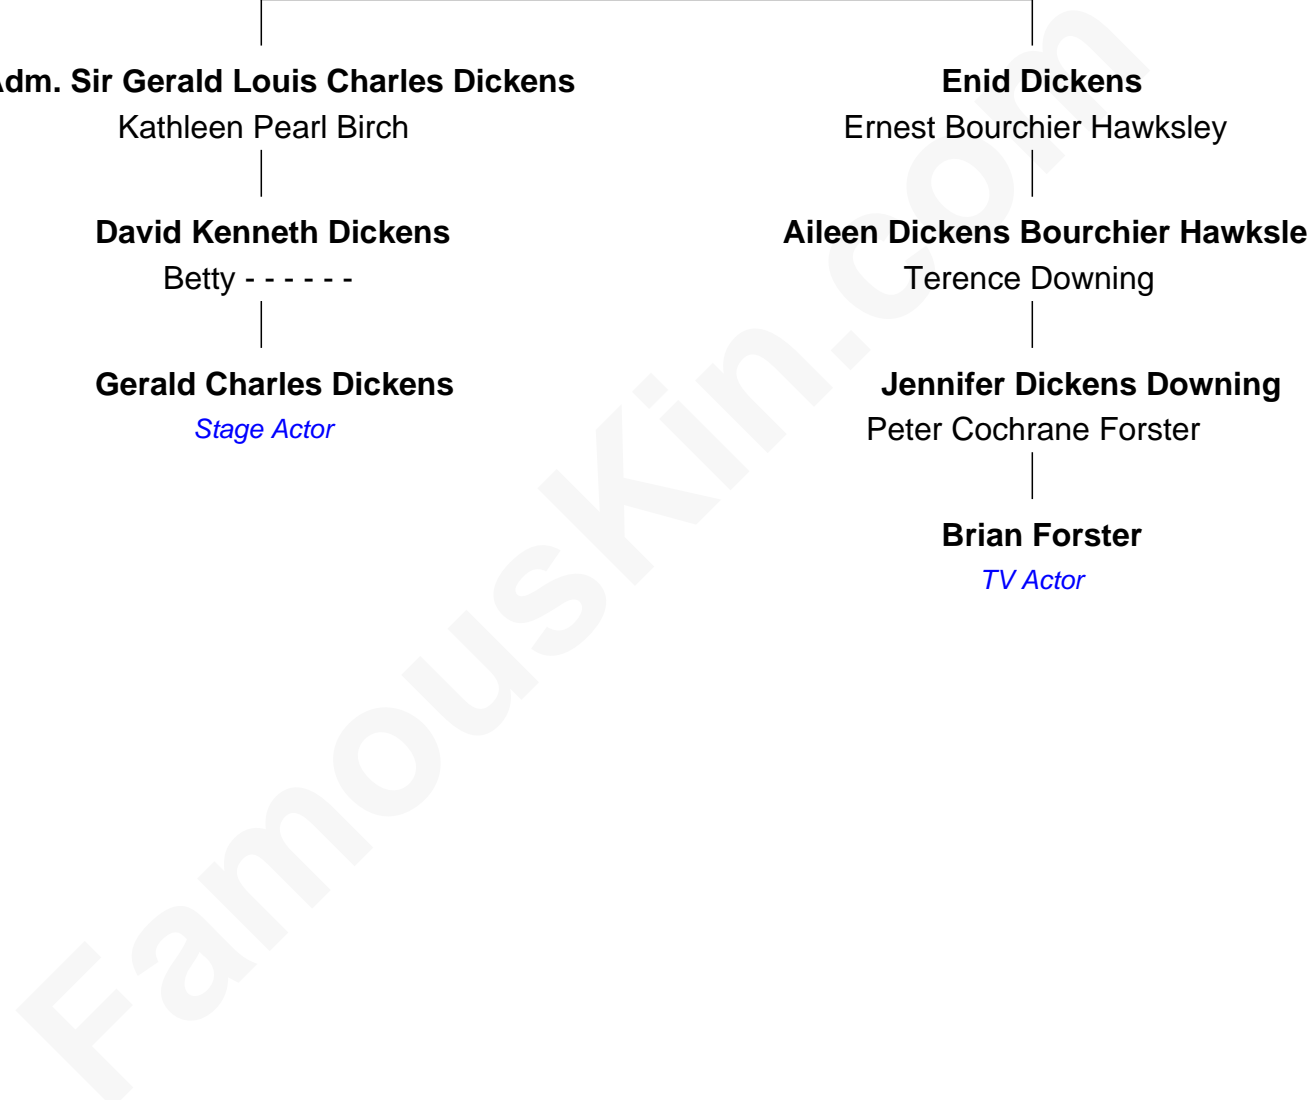 Adm. Sir Gerald Louis Charles Dickens
Kathleen Pearl Birch
David Kenneth Dickens
Betty - - - - - -
Gerald Charles Dickens
Stage Actor
Enid Dickens
Ernest Bourchier Hawksley
Aileen Dickens Bourchier Hawksle
Terence Downing
Jennifer Dickens Downing
Peter Cochrane Forster
Brian Forster
TV Actor
FamousKin.com